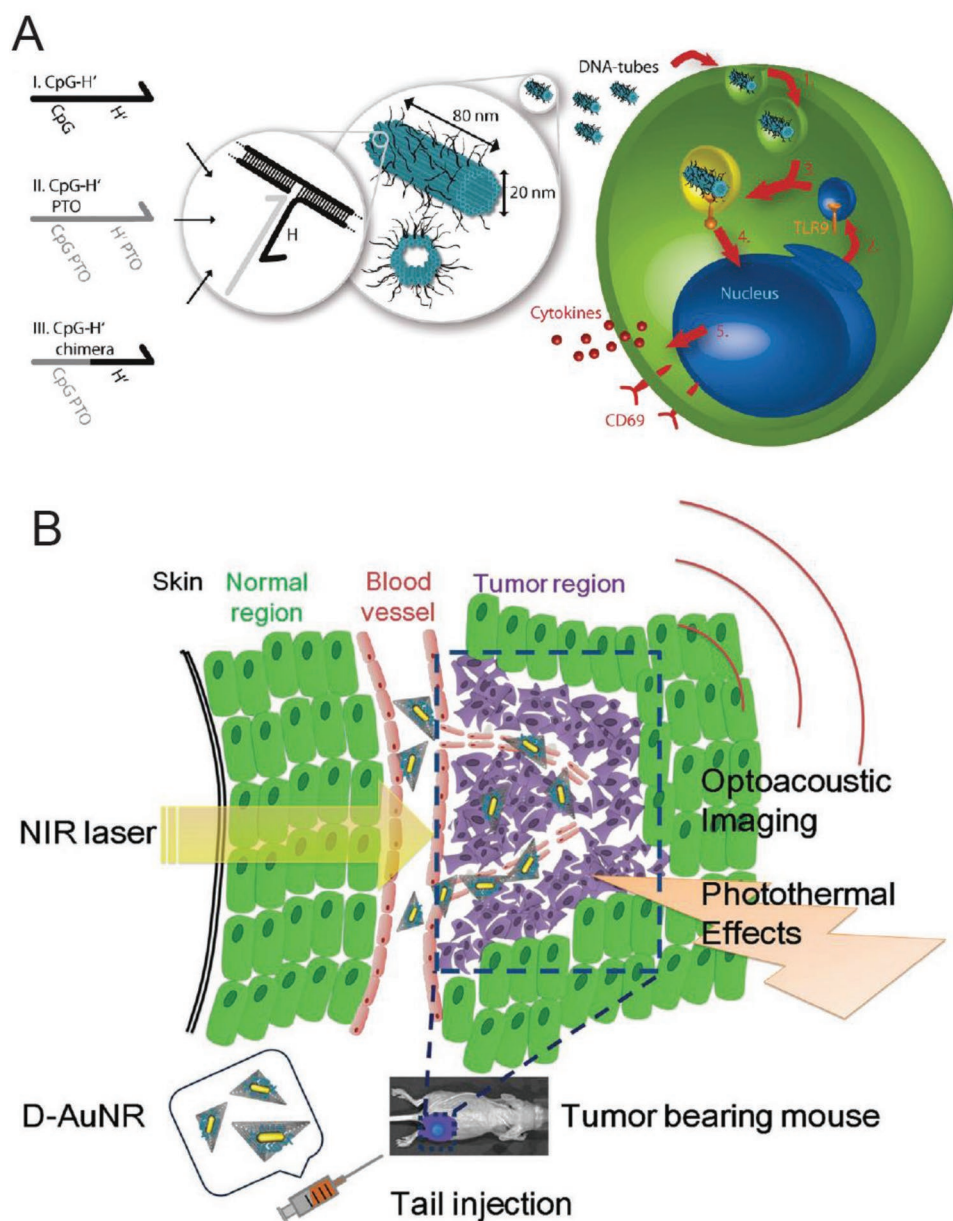 A
I. CpG-H'
CpG
H'
II. CpG-H'
PTO
CpG PTO
H' PTO
III. CpG-H'
chimera
CpG PTO
H'
H
80 nm
20 nm
DNA-tubes
1.
3.
TLR9
2.
4.
Nucleus
Cytokines
5.
CD69
B
Skin
Normal
region
Blood
vessel
Tumor region
NIR laser
Optoacoustic
Imaging
Photothermal
Effects
D-AuNR
Tumor bearing mouse
Tail injection